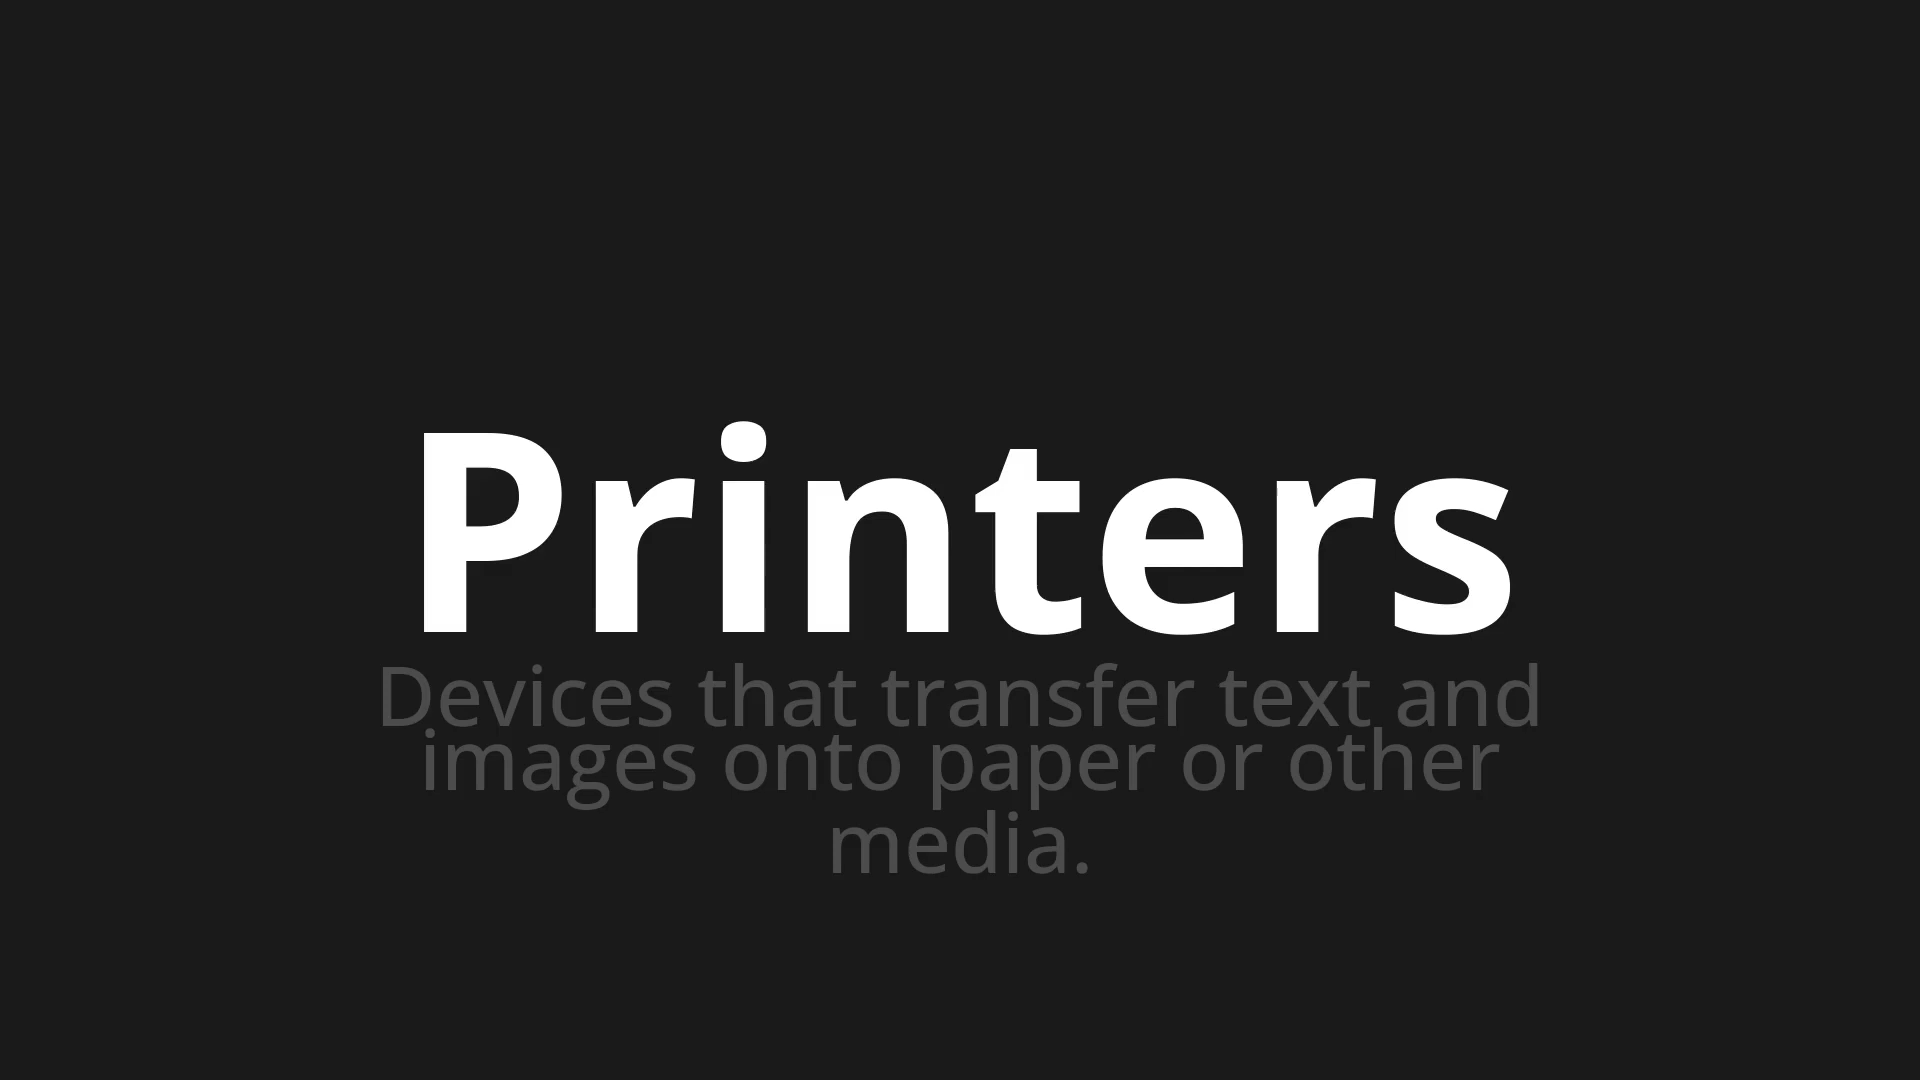 Printers
Devices that transfer text and
images onto paper or other
media.